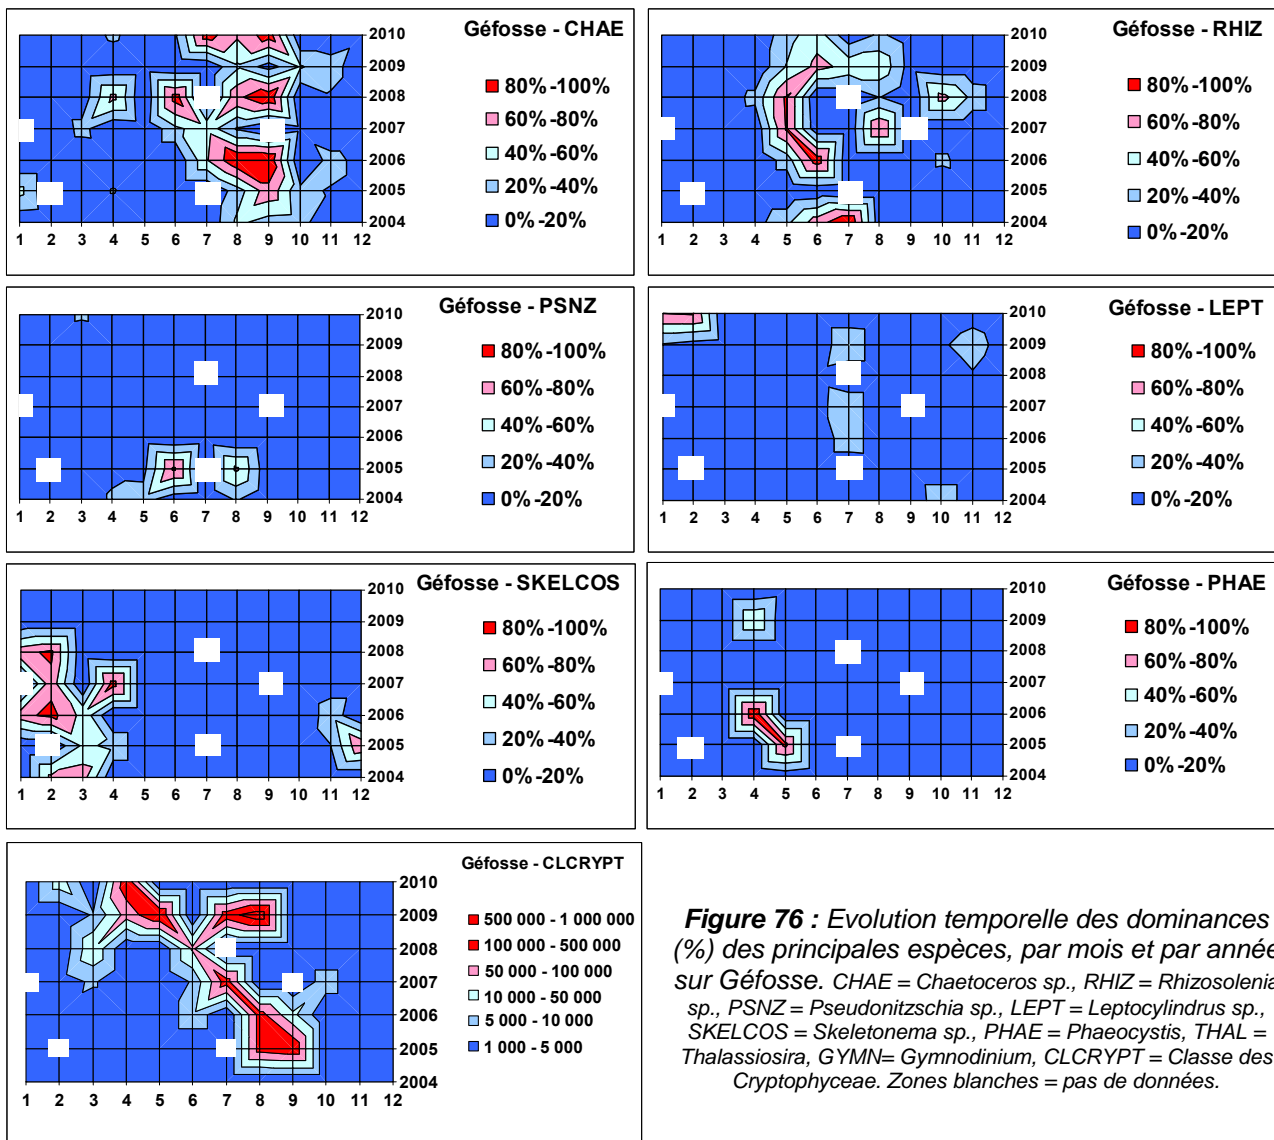 Géfosse - CHAE
80%-100%
60%-80%
40%-60%
20%-40%
0%-20%
2010
2009
2008
2007
2006
2005
2004
1 2 3 4 5 6 7 8 9 10 11 12
Géfosse - RHIZ
80%-100%
60%-80%
40%-60%
20%-40%
0%-20%
2010
2009
2008
2007
2006
2005
2004
1 2 3 4 5 6 7 8 9 10 11 12
Géfosse - PSNZ
80%-100%
60%-80%
40%-60%
20%-40%
0%-20%
2010
2009
2008
2007
2006
2005
2004
1 2 3 4 5 6 7 8 9 10 11 12
Géfosse - LEPT
80%-100%
60%-80%
40%-60%
20%-40%
0%-20%
2010
2009
2008
2007
2006
2005
2004
1 2 3 4 5 6 7 8 9 10 11 12
Géfosse - SKELCOS
80%-100%
60%-80%
40%-60%
20%-40%
0%-20%
2010
2009
2008
2007
2006
2005
2004
1 2 3 4 5 6 7 8 9 10 11 12
Géfosse - PHAE
80%-100%
60%-80%
40%-60%
20%-40%
0%-20%
2010
2009
2008
2007
2006
2005
2004
1 2 3 4 5 6 7 8 9 10 11 12
Géfosse - CLCRYPT
500 000 - 1 000 000
100 000 - 500 000
50 000 - 100 000
10 000 - 50 000
5 000 - 10 000
1 000 - 5 000
2010
2009
2008
2007
2006
2005
2004
1 2 3 4 5 6 7 8 9 10 11 12
Figure 76 : Evolution temporelle des dominances
(%) des principales espèces, par mois et par année
sur Géfosse. CHAE = Chaetoceros sp., RHIZ = Rhizosolenia
sp., PSNZ = Pseudonitzschia sp., LEPT = Leptocylindrus sp.,
SKELCOS = Skeletonema sp., PHAE = Phaeocystis, THAL =
Thalassiosira, GYMN= Gymnodinium, CLCRYPT = Classe des
Cryptophyceae. Zones blanches = pas de données.